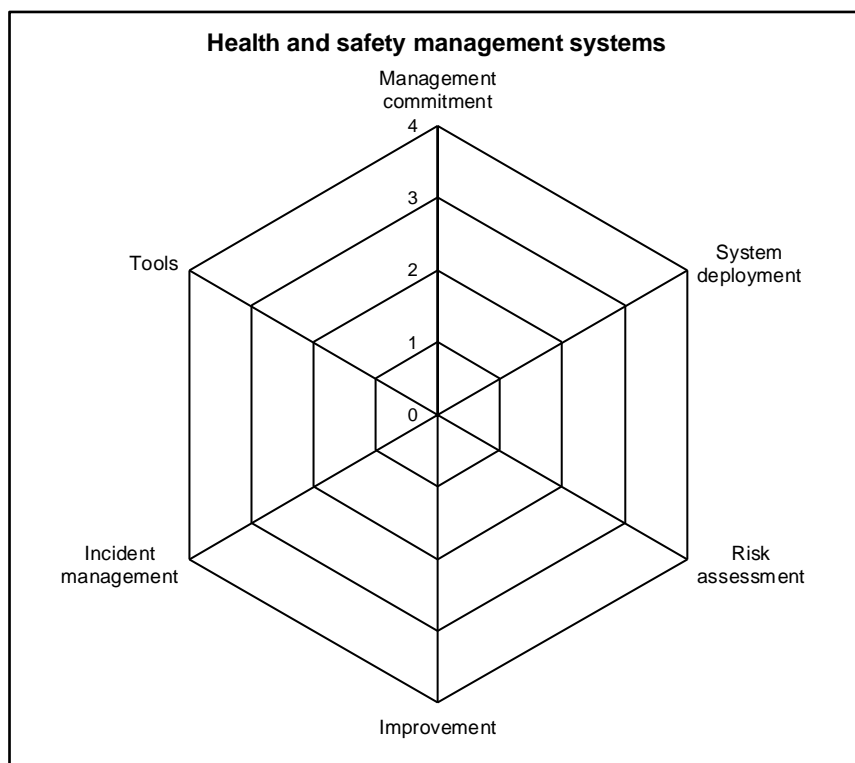 Health and safety management systems
Management
commitment
4
3
Tools
System
deployment
2
1
0
Incident
management
Risk
assessment
Improvement